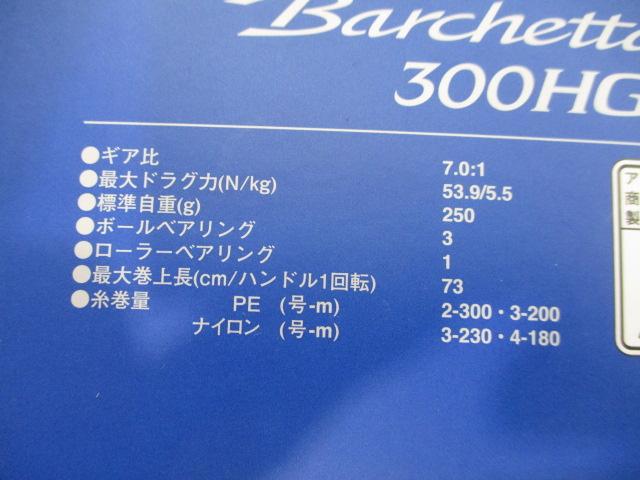 Barchetta
300HG
●ギア比 7.0:1
●最大ドラグ力(N/kg) 53.9/5.5
●標準自重(g) 250
●ボールベアリング 3
●ローラーベアリング 1
●最大巻上長(cm/ハンドル1回転) 73
●糸巻量 PE (号-m) 2-300・3-200
ナイロン (号-m) 3-230・4-180
ア
商
製